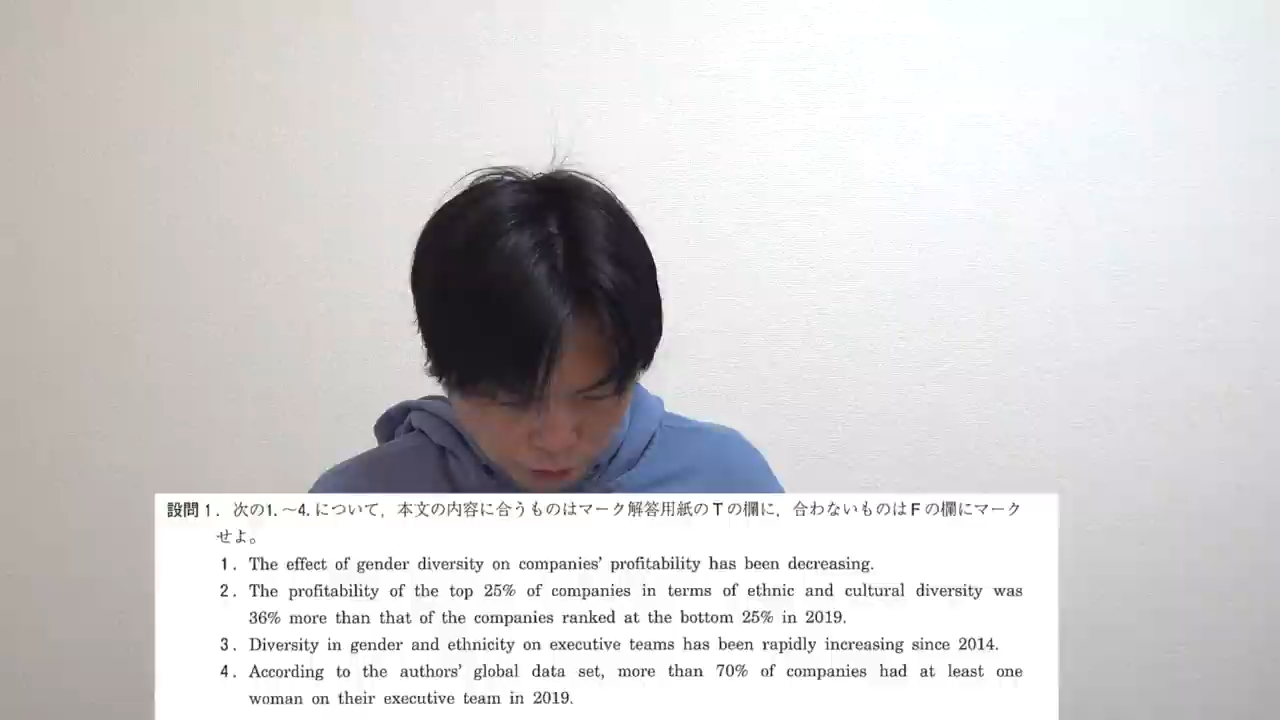 設問1. 次の1.～4.について，本文の内容に合うものはマーク解答用紙のTの欄に，合わないものはFの欄にマーク
せよ。
1. The effect of gender diversity on companies' profitability has been decreasing.
2. The profitability of the top 25% of companies in terms of ethnic and cultural diversity was
36% more than that of the companies ranked at the bottom 25% in 2019.
3. Diversity in gender and ethnicity on executive teams has been rapidly increasing since 2014.
4. According to the authors' global data set, more than 70% of companies had at least one
woman on their executive team in 2019.